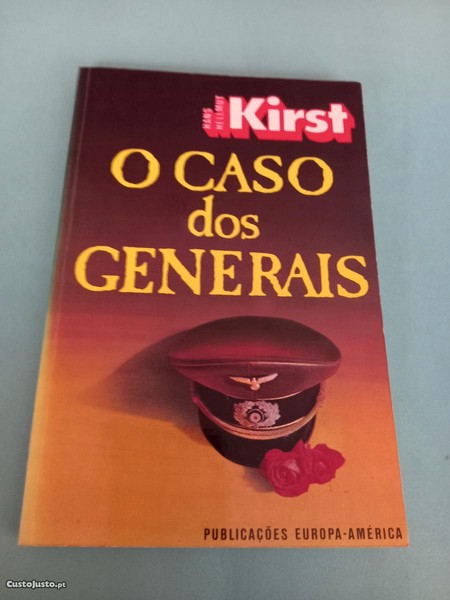 HANS
HELLMUT
Kirst
O CASO
dos
GENERAIS
PUBLICAÇÕES EUROPA-AMÉRICA
CustoJusto.pt